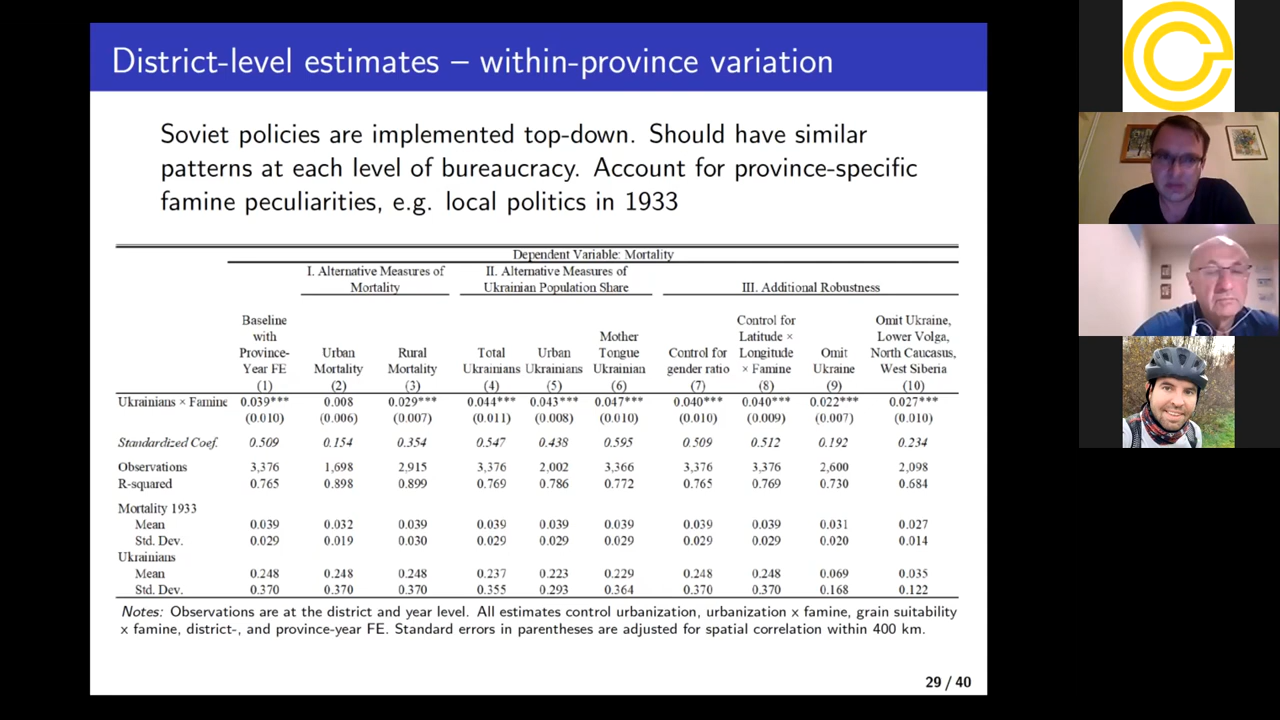 District-level estimates – within-province variation
Soviet policies are implemented top-down. Should have similar
patterns at each level of bureaucracy. Account for province-specific
famine peculiarities, e.g. local politics in 1933
Dependent Variable: Mortality
I. Alternative Measures of Mortality
II. Alternative Measures of Ukrainian Population Share
III. Additional Robustness
Baseline with Province-Year FE (1)
Urban Mortality (2)
Rural Mortality (3)
Total Ukrainians (4)
Urban Ukrainians (5)
Mother Tongue Ukrainian (6)
Control for gender ratio (7)
Control for Latitude × Longitude × Famine (8)
Omit Ukraine (9)
Omit Ukraine, Lower Volga, North Caucasus, West Siberia (10)
Ukrainians × Famine 0.039*** 0.008 0.029*** 0.044*** 0.043*** 0.047*** 0.040*** 0.040*** 0.022*** 0.027***
(0.010) (0.006) (0.007) (0.011) (0.008) (0.010) (0.010) (0.009) (0.007) (0.010)
Standardized Coef. 0.509 0.154 0.354 0.547 0.438 0.595 0.509 0.512 0.192 0.234
Observations 3,376 1,698 2,915 3,376 2,002 3,366 3,376 3,376 2,600 2,098
R-squared 0.765 0.898 0.899 0.769 0.786 0.772 0.765 0.769 0.730 0.684
Mortality 1933
Mean 0.039 0.032 0.039 0.039 0.039 0.039 0.039 0.039 0.031 0.027
Std. Dev. 0.029 0.019 0.030 0.029 0.029 0.029 0.029 0.029 0.020 0.014
Ukrainians
Mean 0.248 0.248 0.248 0.237 0.223 0.229 0.248 0.248 0.069 0.035
Std. Dev. 0.370 0.370 0.370 0.355 0.293 0.364 0.370 0.370 0.168 0.122
Notes: Observations are at the district and year level. All estimates control urbanization, urbanization x famine, grain suitability
x famine, district-, and province-year FE. Standard errors in parentheses are adjusted for spatial correlation within 400 km.
29 / 40